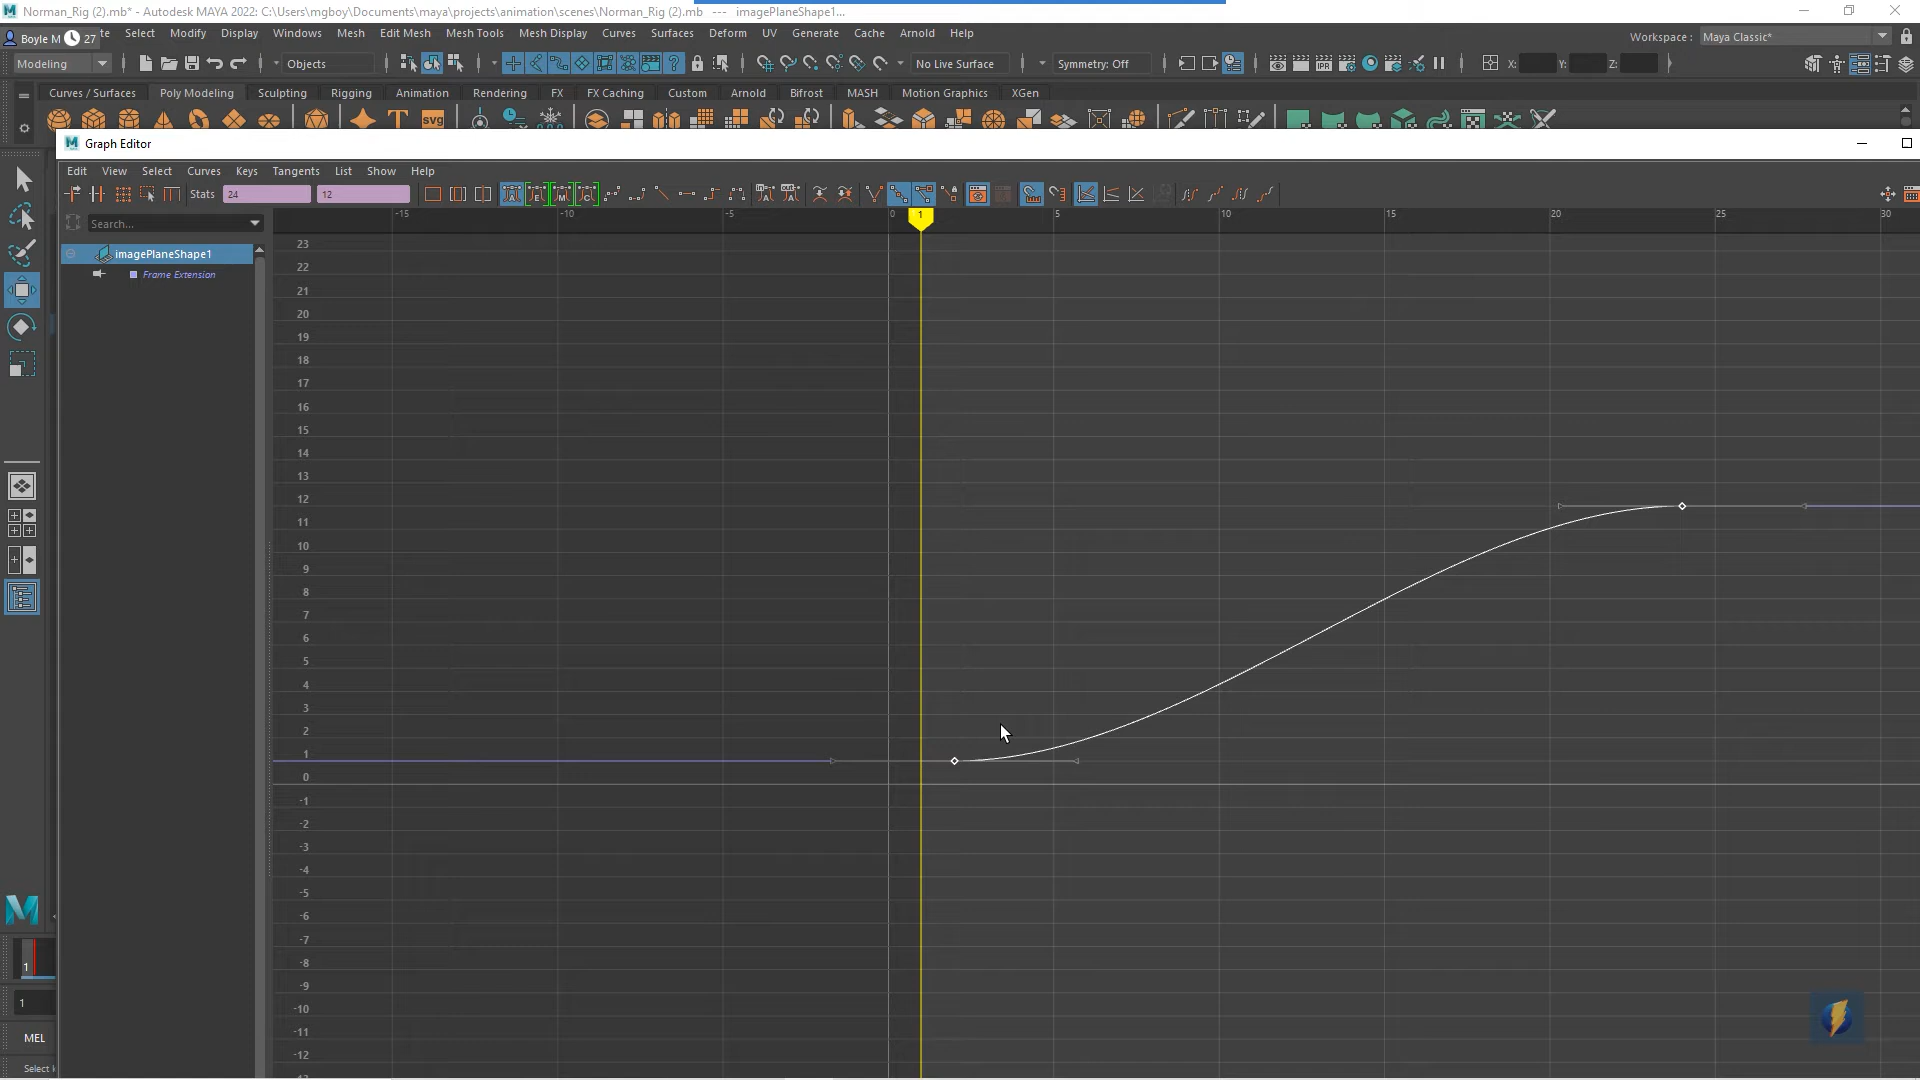 Norman_Rig (2).mb* - Autodesk MAYA 2022: C:\Users\mgboy\Documents\maya\projects\animation\scenes\Norman_Rig (2).mb --- imagePlaneShape1...
Boyle M 27 te Select Modify Display Windows Mesh Edit Mesh Mesh Tools Mesh Display Curves Surfaces Deform UV Generate Cache Arnold Help Workspace : Maya Classic*
Modeling Objects No Live Surface Symmetry: Off X: Y: Z:
Curves / Surfaces Poly Modeling Sculpting Rigging Animation Rendering FX FX Caching Custom Arnold Bifrost MASH Motion Graphics XGen
svg
Graph Editor
Edit View Select Curves Keys Tangents List Show Help
Stats 24 12
Search...
-15 -10 -5 0 1 5 10 15 20 25 30
imagePlaneShape1
Frame Extension
23
22
21
20
19
18
17
16
15
14
13
12
11
10
9
8
7
6
5
4
3
2
1
0
-1
-2
-3
-4
-5
-6
-7
-8
-9
-10
-11
-12
1
1
MEL
Select k